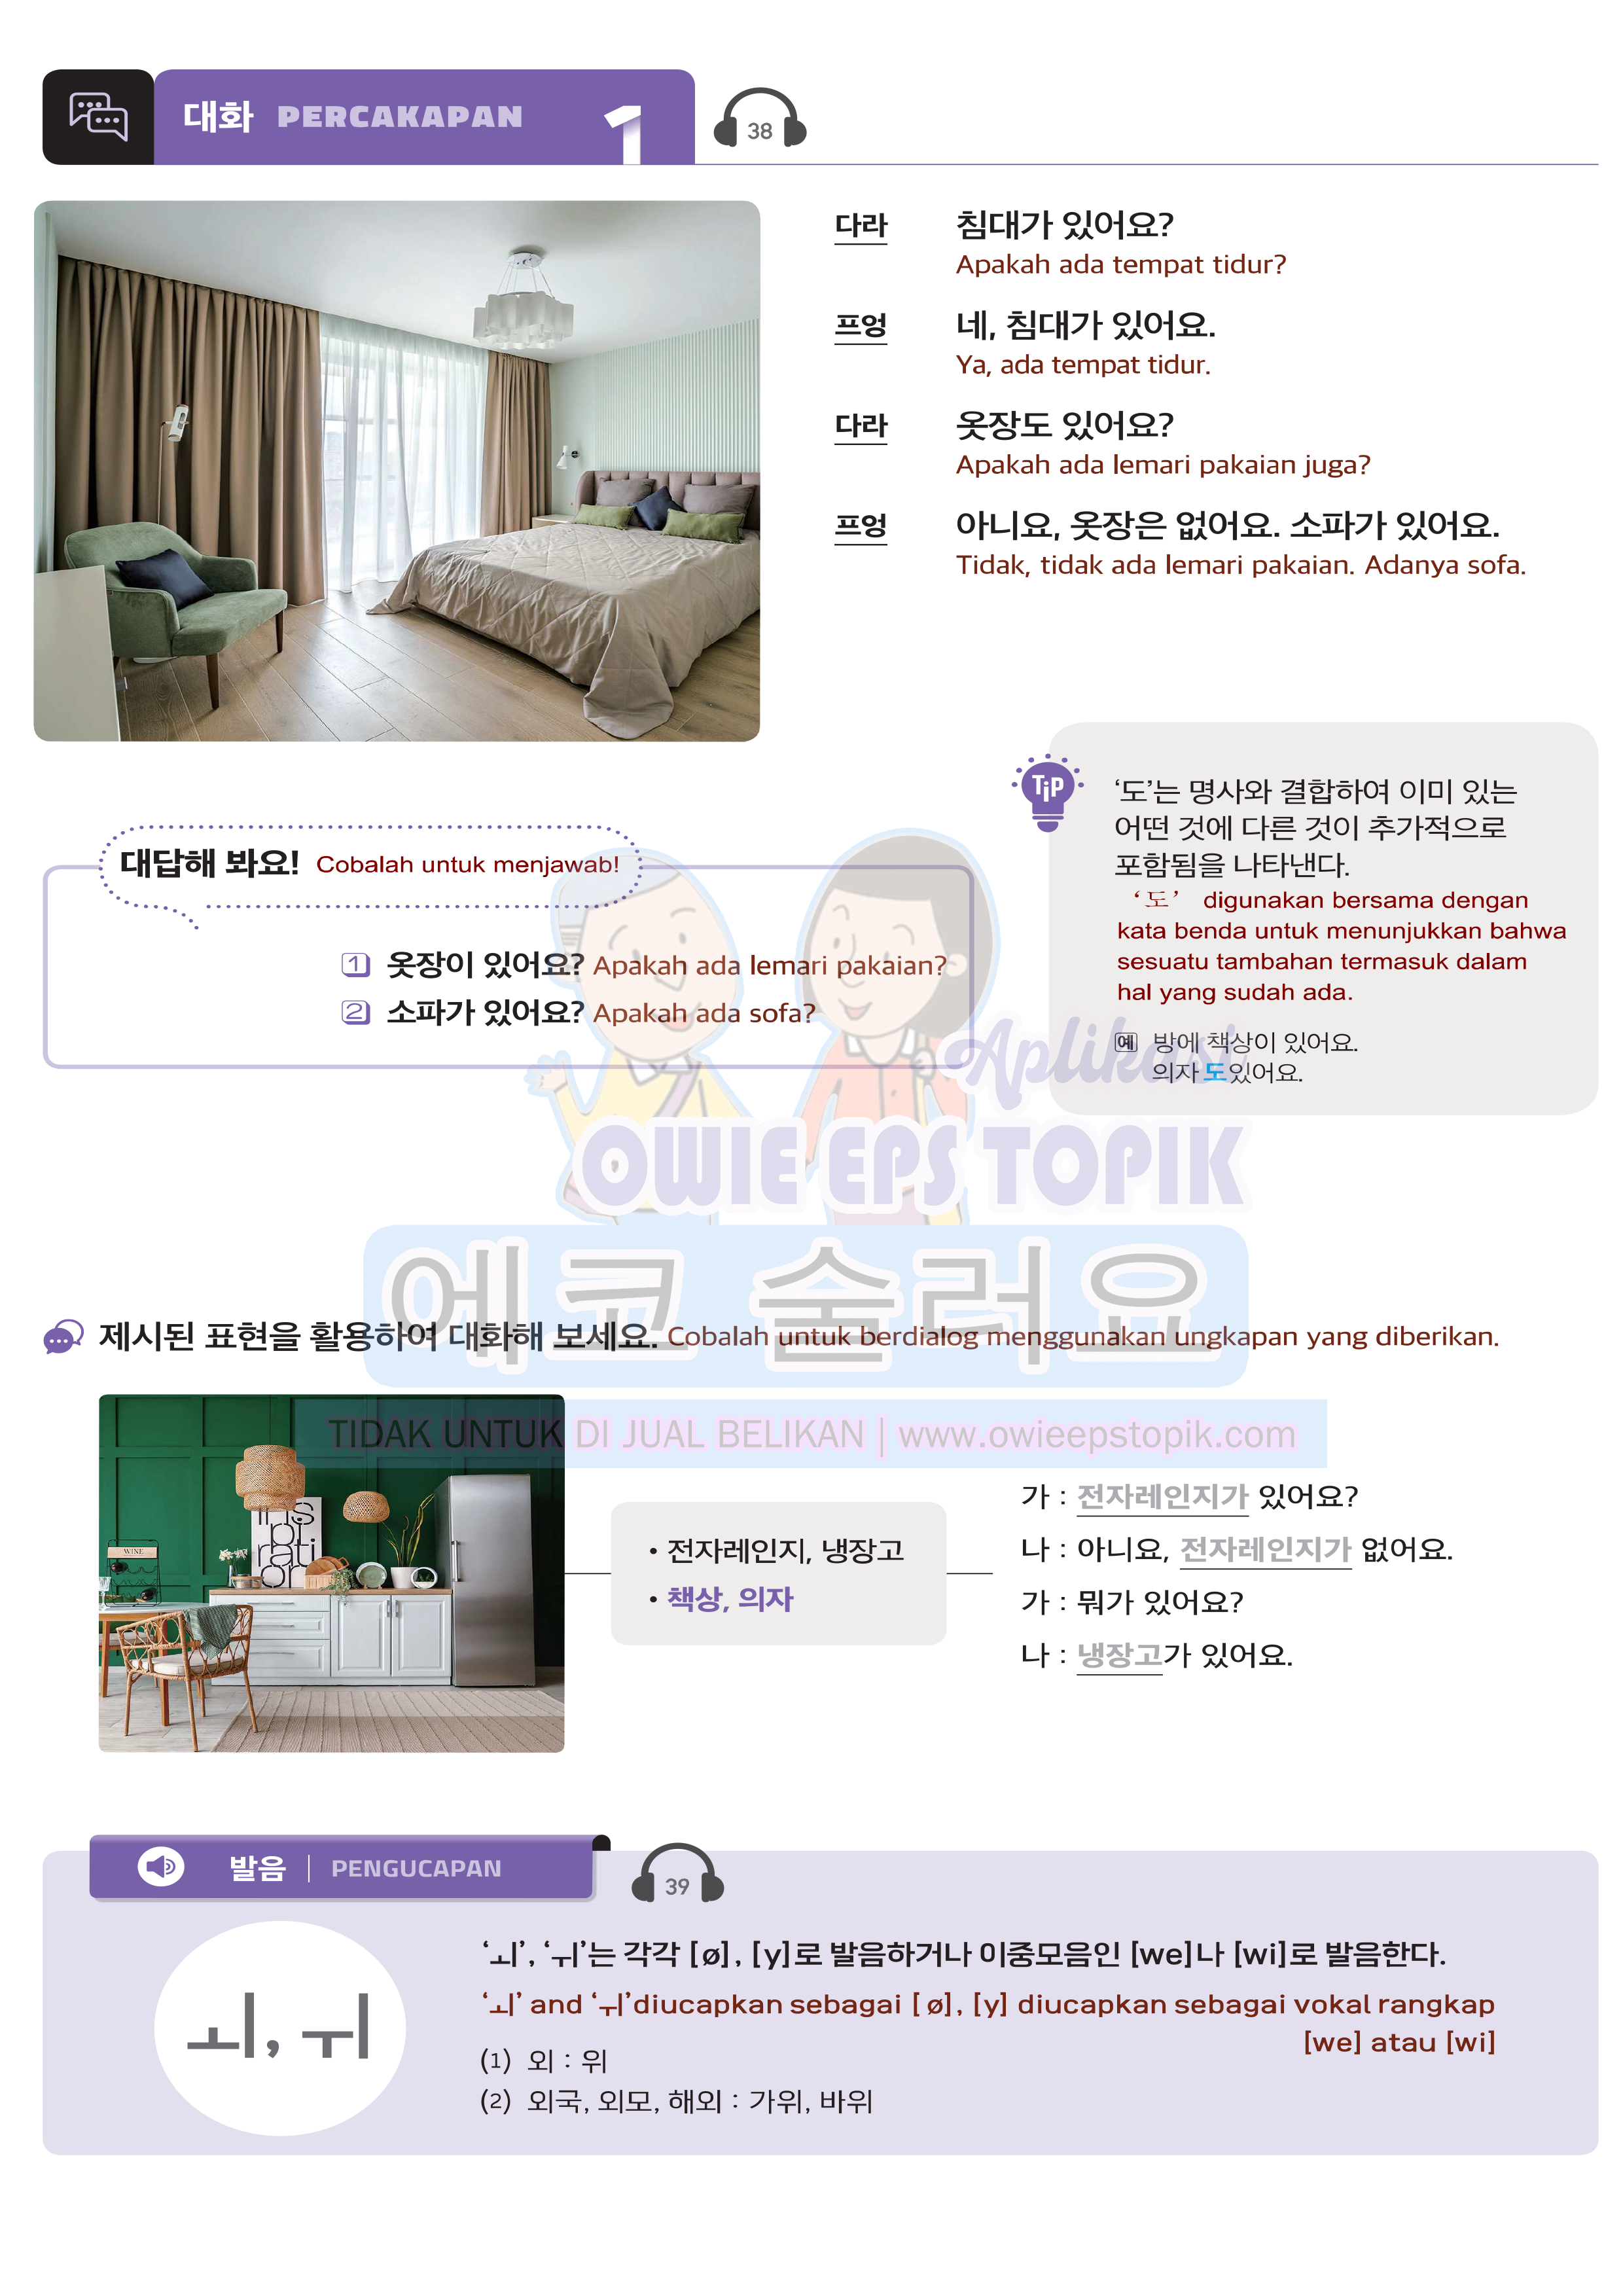 대화 PERCAKAPAN 1
38
다라 침대가 있어요?
Apakah ada tempat tidur?
프엉 네, 침대가 있어요.
Ya, ada tempat tidur.
다라 옷장도 있어요?
Apakah ada lemari pakaian juga?
프엉 아니요, 옷장은 없어요. 소파가 있어요.
Tidak, tidak ada lemari pakaian. Adanya sofa.
TiP
‘도’는 명사와 결합하여 이미 있는
어떤 것에 다른 것이 추가적으로
포함됨을 나타낸다.
‘도’ digunakan bersama dengan
kata benda untuk menunjukkan bahwa
sesuatu tambahan termasuk dalam
hal yang sudah ada.
예 방에 책상이 있어요.
의자도있어요.
대답해 봐요! Cobalah untuk menjawab!
1 옷장이 있어요? Apakah ada lemari pakaian?
2 소파가 있어요? Apakah ada sofa?
Aplikasi
OWIE EPS TOPIK
에코 술러요
제시된 표현을 활용하여 대화해 보세요. Cobalah untuk berdialog menggunakan ungkapan yang diberikan.
TIDAK UNTUK DI JUAL BELIKAN | www.owieepstopik.com
ins
pi
rati
on
WINE
• 전자레인지, 냉장고
• 책상, 의자
가 : 전자레인지가 있어요?
나 : 아니요, 전자레인지가 없어요.
가 : 뭐가 있어요?
나 : 냉장고가 있어요.
발음 | PENGUCAPAN
39
ㅚ, ㅟ
‘ㅚ’, ‘ㅟ’는 각각 [ø], [y]로 발음하거나 이중모음인 [we]나 [wi]로 발음한다.
‘ㅚ’ and ‘ㅟ’diucapkan sebagai [ ø], [y] diucapkan sebagai vokal rangkap
[we] atau [wi]
(1) 외 : 위
(2) 외국, 외모, 해외 : 가위, 바위